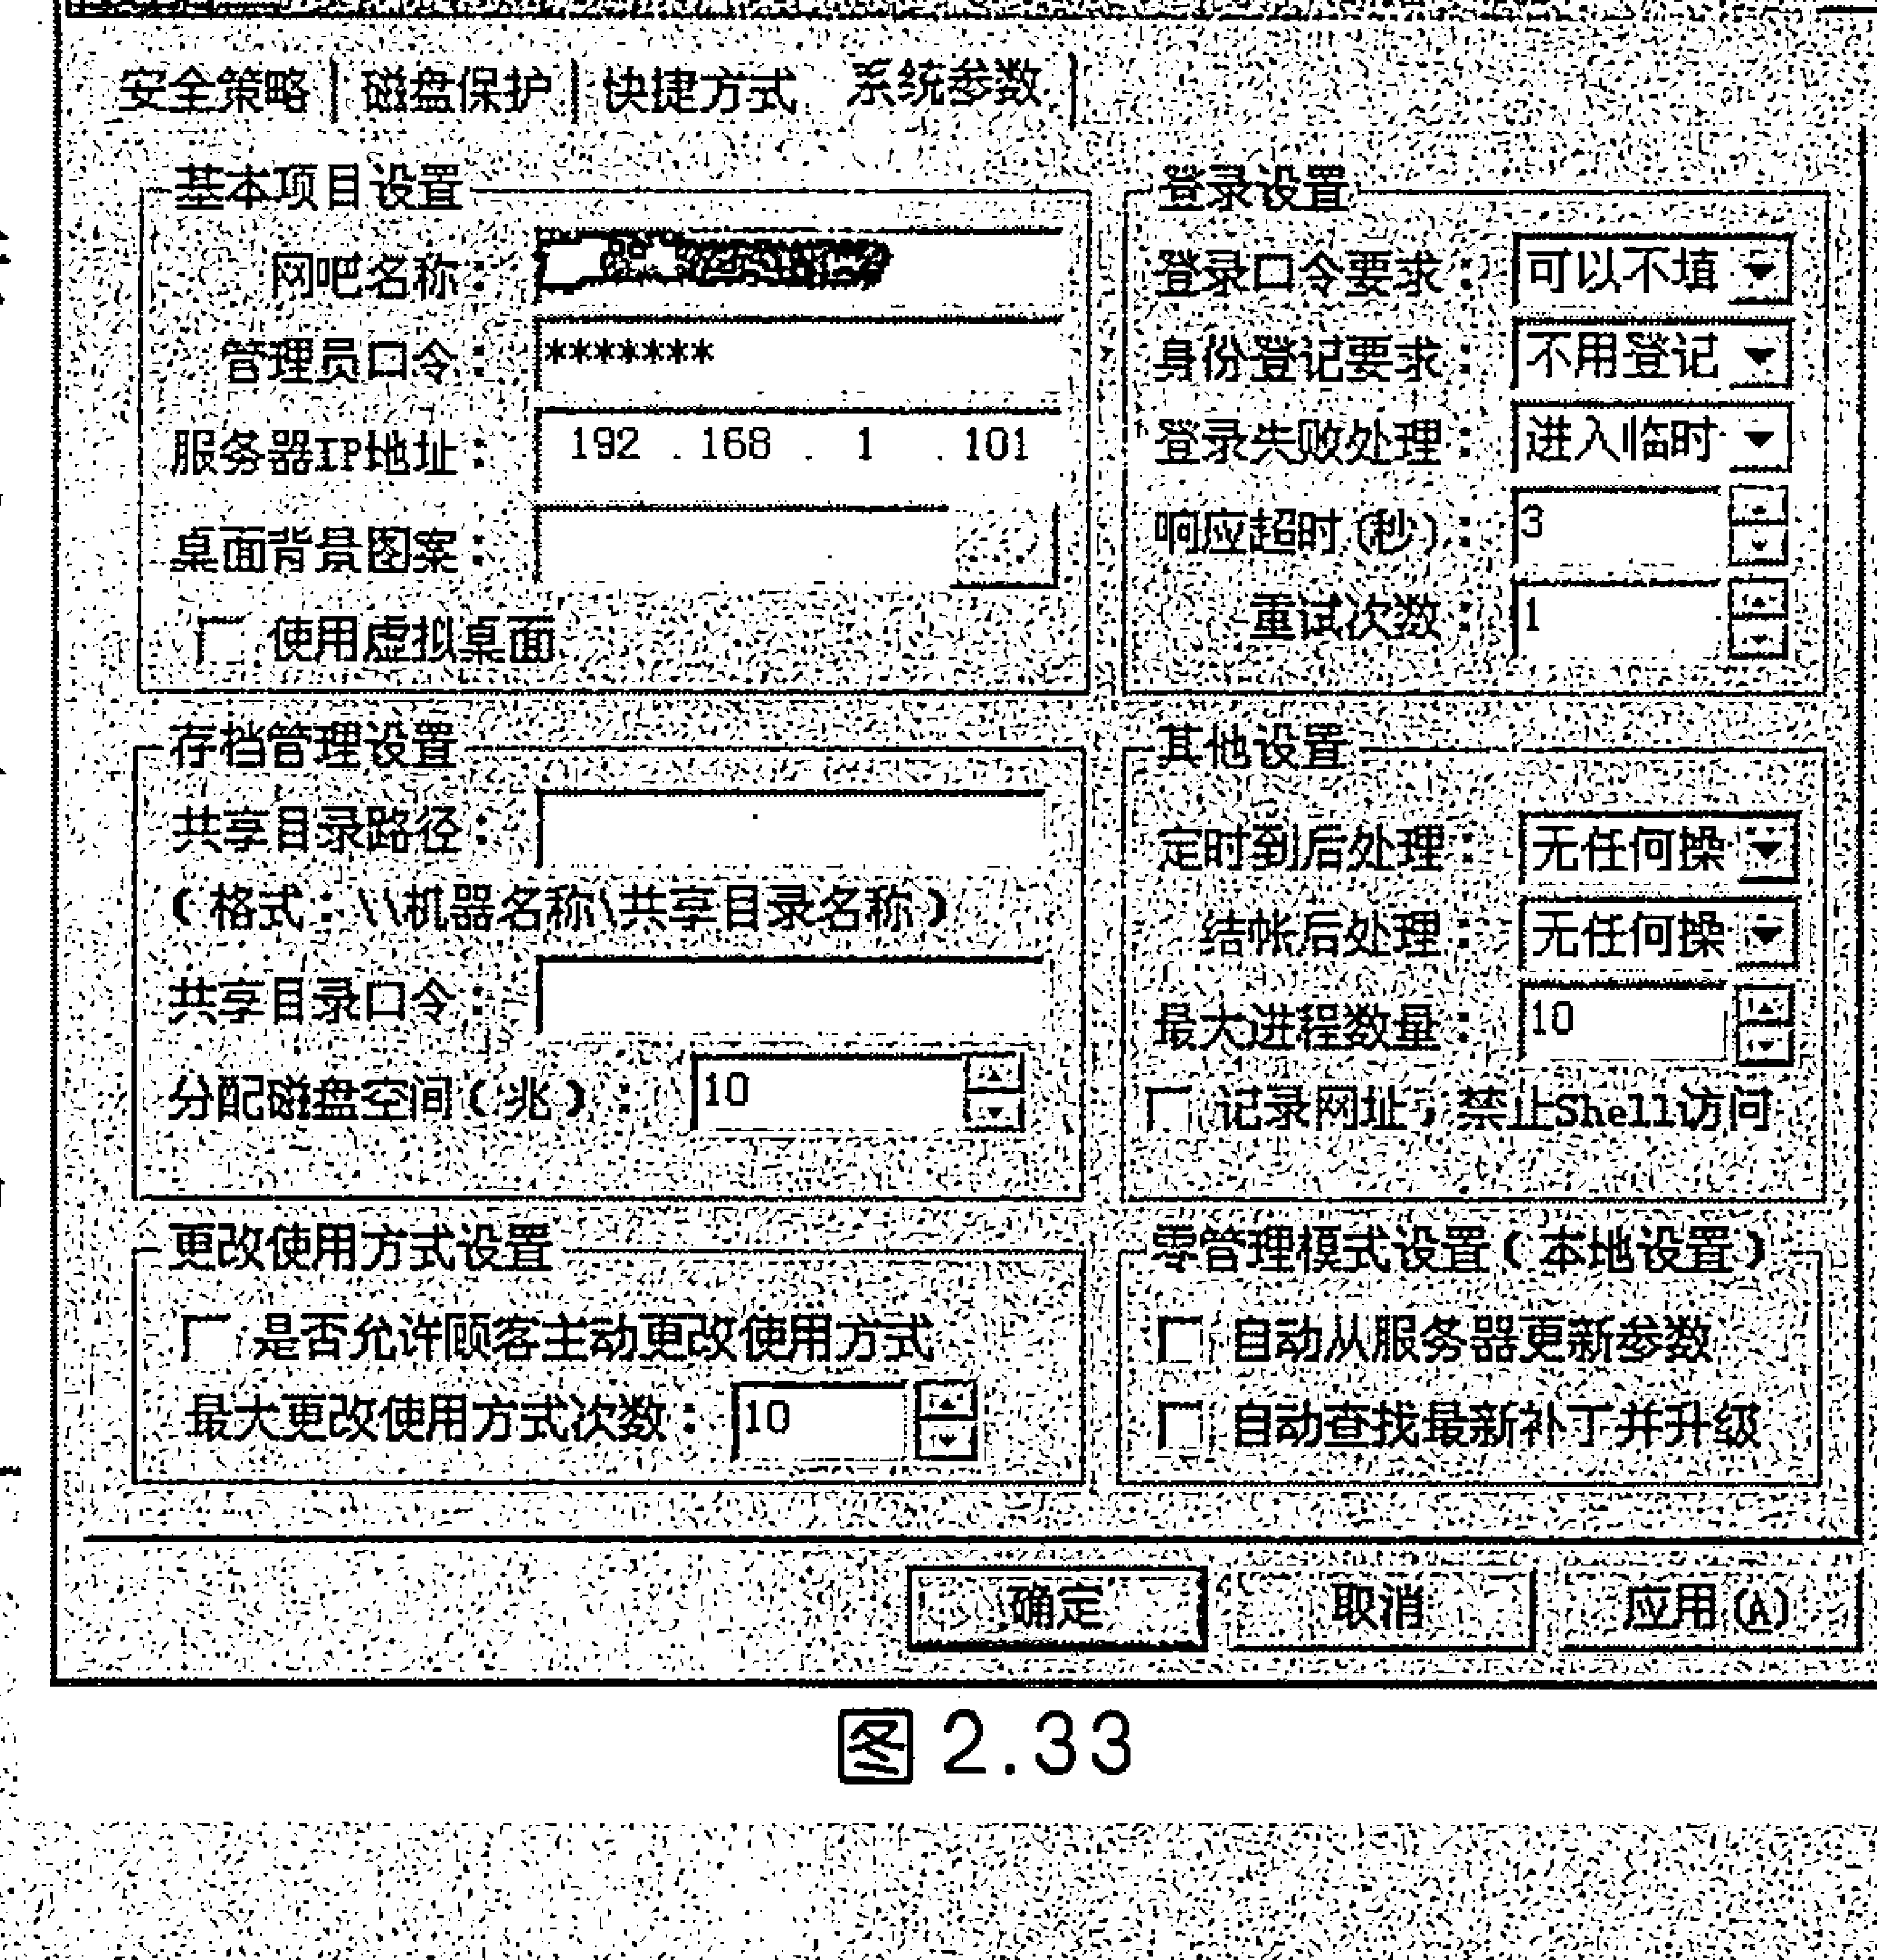 安全策略 磁盘保护 快捷方式 系统参数
基本项目设置
网吧名称：
管理员口令： *******
服务器IP地址： 192 . 168 . 1 . 101
桌面背景图案：
使用虚拟桌面
登录设置
登录口令要求： 可以不填
身份登记要求： 不用登记
登录失败处理： 进入临时
响应超时(秒)： 3
重试次数： 1
存档管理设置
共享目录路径：
(格式：\\机器名称\共享目录名称)
共享目录口令：
分配磁盘空间(兆)： 10
其他设置
定时到后处理： 无任何操
结帐后处理： 无任何操
最大进程数量： 10
记录网址，禁止Shell访问
更改使用方式设置
是否允许顾客主动更改使用方式
最大更改使用方式次数： 10
零管理模式设置(本地设置)
自动从服务器更新参数
自动查找最新补丁并升级
确定 取消 应用(A)
图 2.33